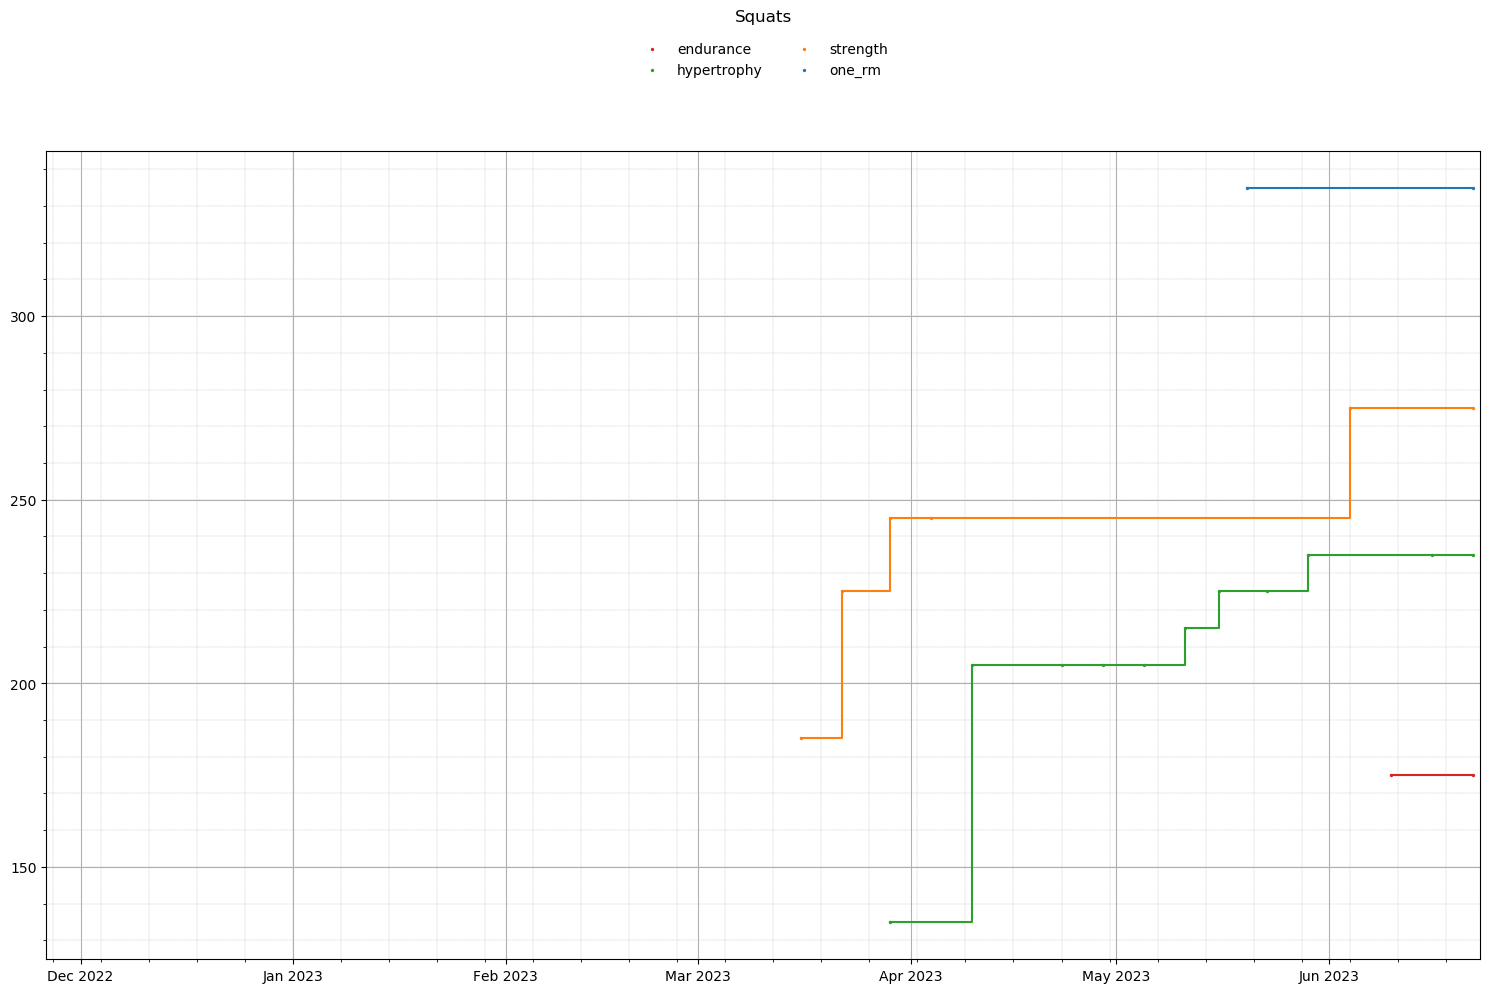 Squats
endurance strength
hypertrophy one_rm
300
250
200
150
Dec 2022 Jan 2023 Feb 2023 Mar 2023 Apr 2023 May 2023 Jun 2023